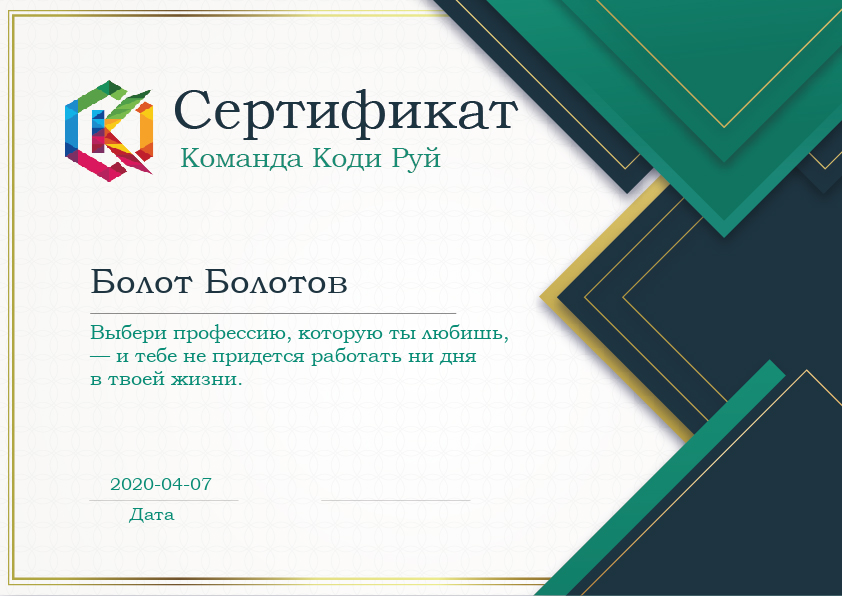 Сертификат
Команда Коди Руй
Болот Болотов
Выбери профессию, которую ты любишь,
— и тебе не придется работать ни дня
в твоей жизни.
2020-04-07
Дата